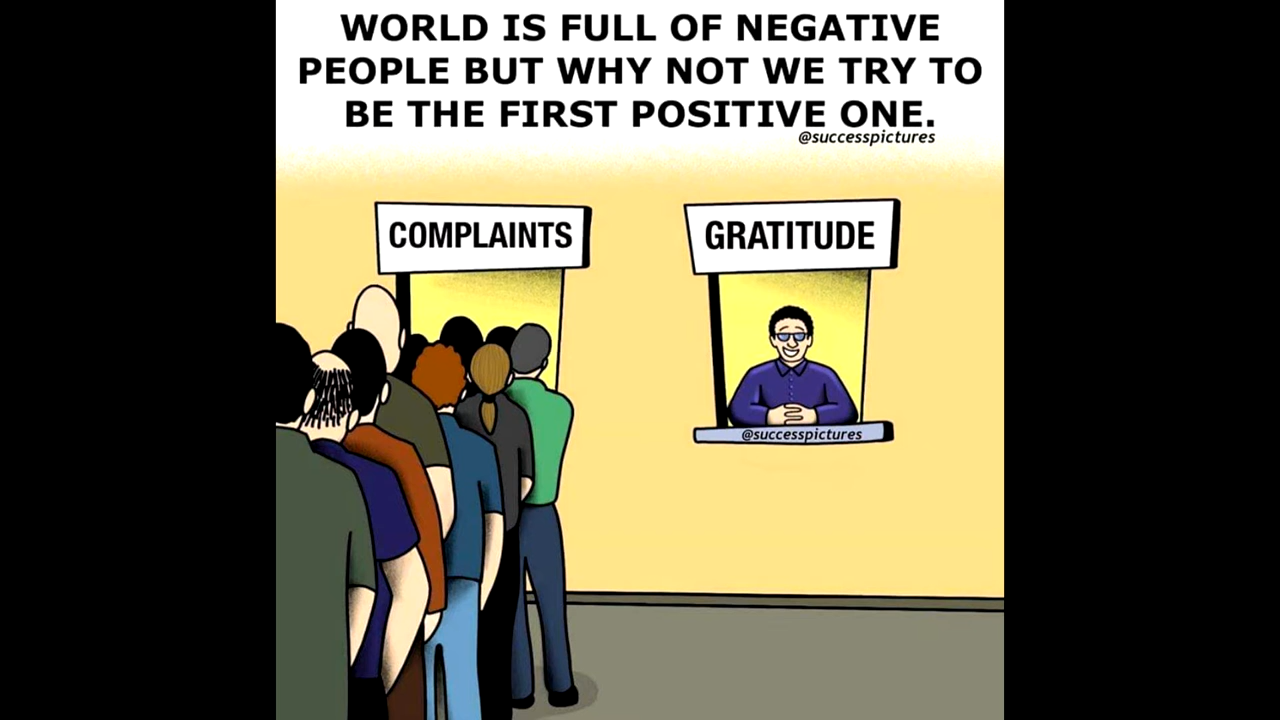 WORLD IS FULL OF NEGATIVE
PEOPLE BUT WHY NOT WE TRY TO
BE THE FIRST POSITIVE ONE.
@successpictures
COMPLAINTS
GRATITUDE
@successpictures